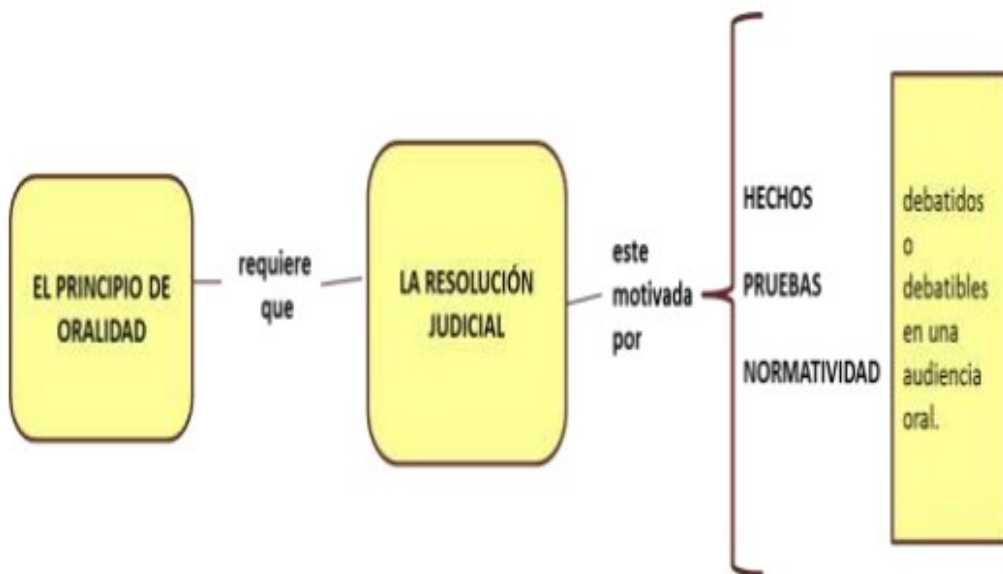 EL PRINCIPIO DE
ORALIDAD
requiere
que
LA RESOLUCIÓN
JUDICIAL
este
motivada
por
HECHOS
PRUEBAS
NORMATIVIDAD
debatidos
o
debatibles
en una
audiencia
oral.